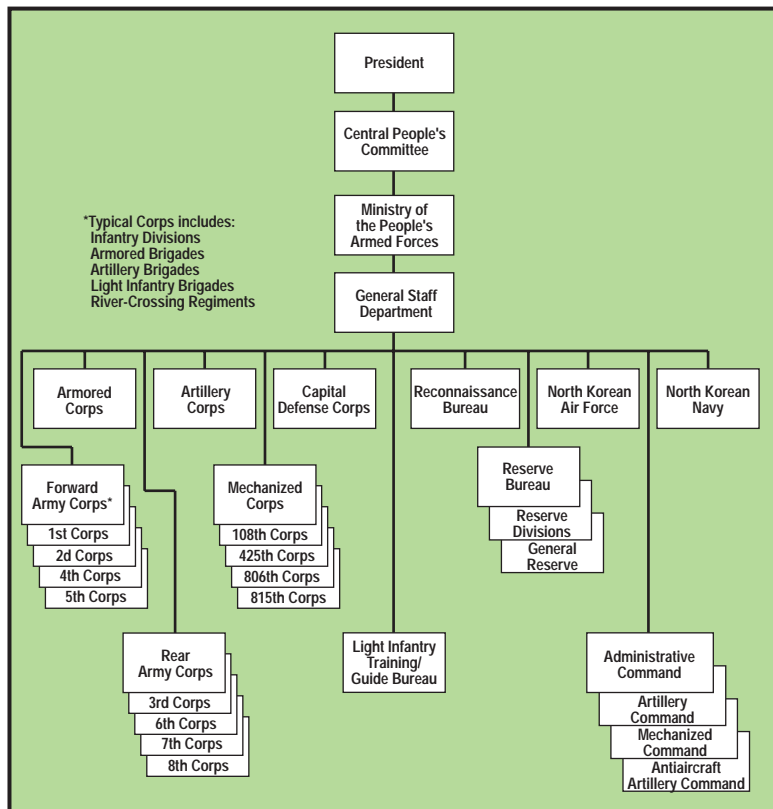 President
Central People's
Committee
Ministry of
the People's
Armed Forces
*Typical Corps includes:
Infantry Divisions
Armored Brigades
Artillery Brigades
Light Infantry Brigades
River-Crossing Regiments
General Staff
Department
Armored
Corps
Artillery
Corps
Capital
Defense Corps
Reconnaissance
Bureau
North Korean
Air Force
North Korean
Navy
Forward
Army Corps*
1st Corps
2d Corps
4th Corps
5th Corps
Mechanized
Corps
108th Corps
425th Corps
806th Corps
815th Corps
Reserve
Bureau
Reserve
Divisions
General
Reserve
Rear
Army Corps
3rd Corps
6th Corps
7th Corps
8th Corps
Light Infantry
Training/
Guide Bureau
Administrative
Command
Artillery
Command
Mechanized
Command
Antiaircraft
Artillery Command